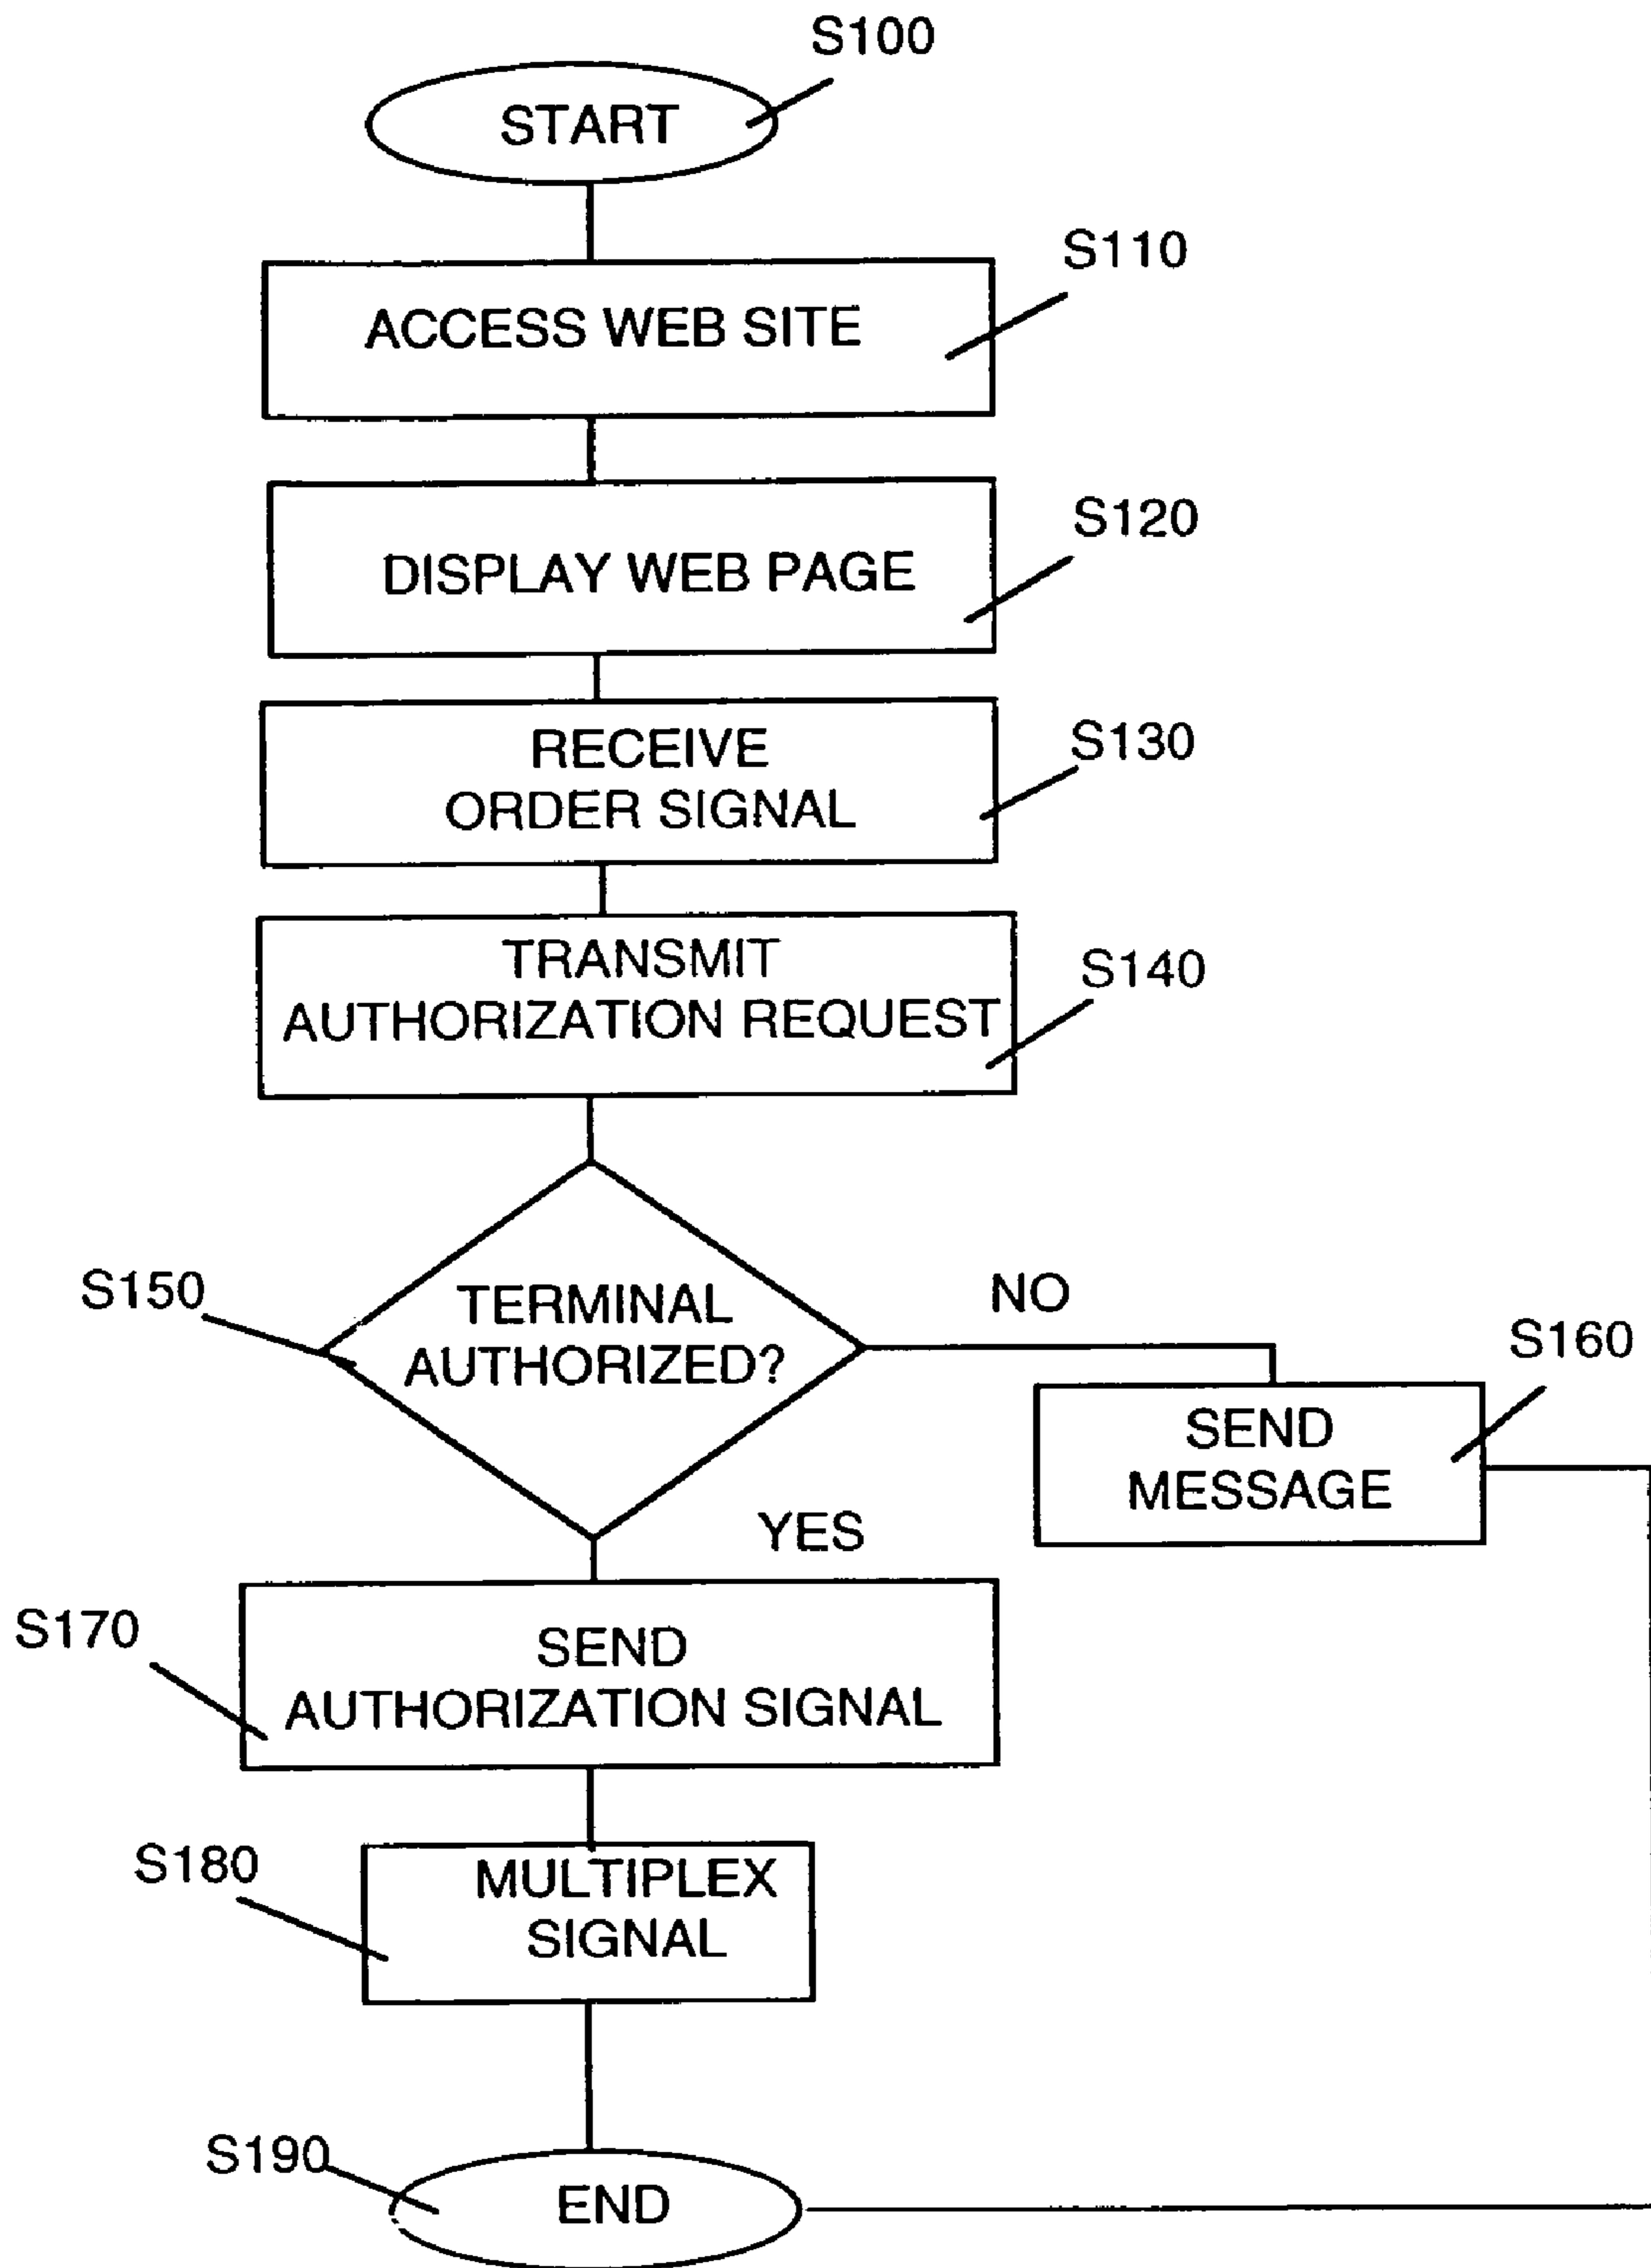 S100
START
S110
ACCESS WEB SITE
S120
DISPLAY WEB PAGE
S130
RECEIVE
ORDER SIGNAL
S140
TRANSMIT
AUTHORIZATION REQUEST
S150
TERMINAL
AUTHORIZED?
NO
S160
SEND
MESSAGE
YES
S170
SEND
AUTHORIZATION SIGNAL
S180
MULTIPLEX
SIGNAL
S190
END